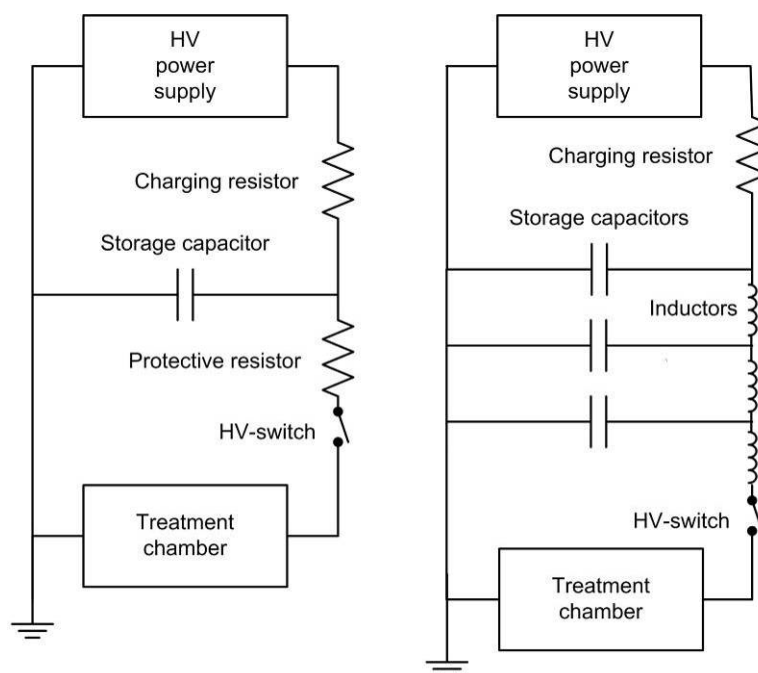 HV
power
supply
Charging resistor
Storage capacitor
Protective resistor
HV-switch
Treatment
chamber
HV
power
supply
Charging resistor
Storage capacitors
Inductors
HV-switch
Treatment
chamber